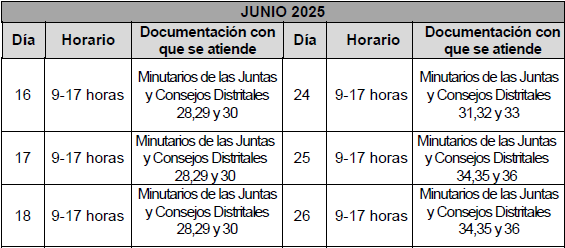 JUNIO 2025
Día Horario Documentación con que se atiende Día Horario Documentación con que se atiende
16 9-17 horas Minutarios de las Juntas y Consejos Distritales 28,29 y 30 24 9-17 horas Minutarios de las Juntas y Consejos Distritales 31,32 y 33
17 9-17 horas Minutarios de las Juntas y Consejos Distritales 28,29 y 30 25 9-17 horas Minutarios de las Juntas y Consejos Distritales 34,35 y 36
18 9-17 horas Minutarios de las Juntas y Consejos Distritales 28,29 y 30 26 9-17 horas Minutarios de las Juntas y Consejos Distritales 34,35 y 36